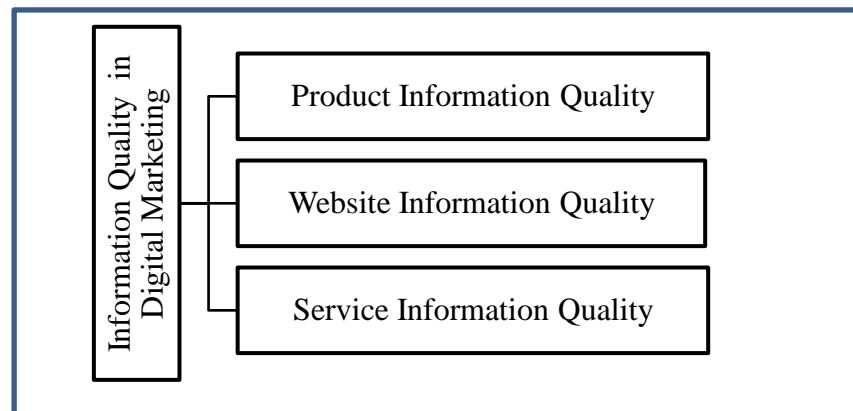 Information Quality in
Digital Marketing
Product Information Quality
Website Information Quality
Service Information Quality